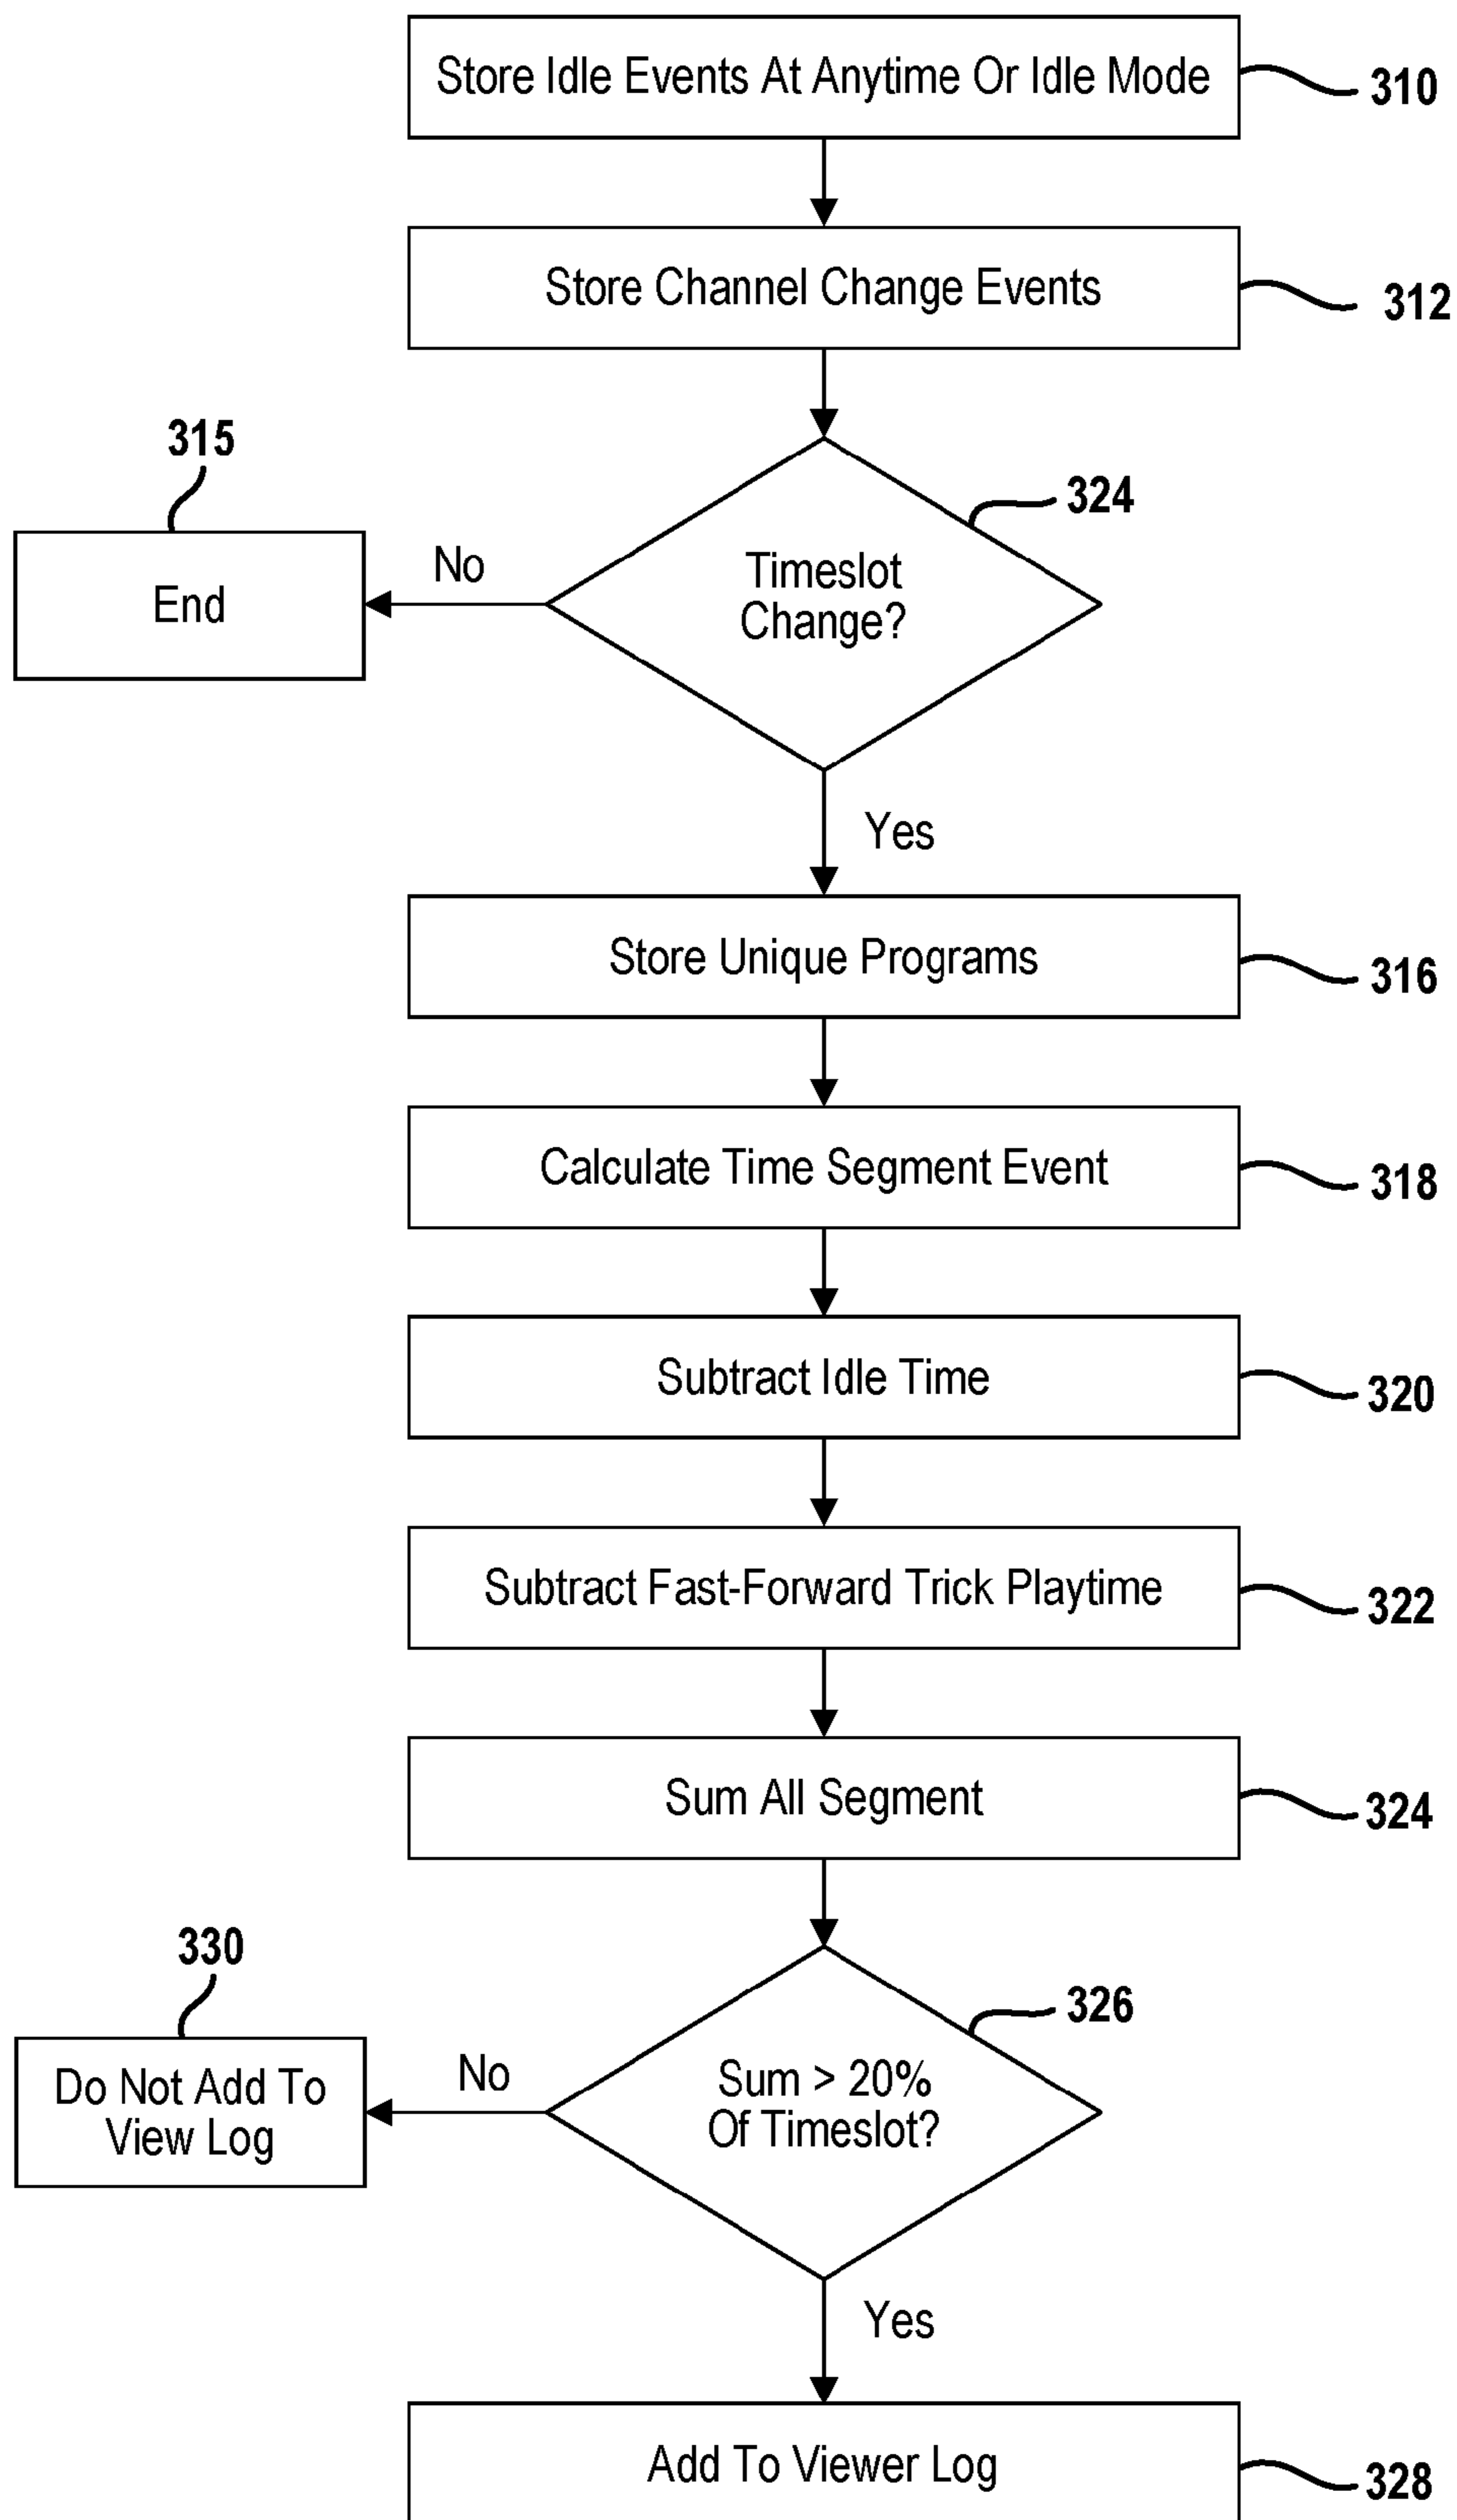 Store Idle Events At Anytime Or Idle Mode
310
Store Channel Change Events
312
315
324
End
No
Timeslot
Change?
Yes
Store Unique Programs
316
Calculate Time Segment Event
318
Subtract Idle Time
320
Subtract Fast-Forward Trick Playtime
322
Sum All Segment
324
330
326
Do Not Add To
View Log
No
Sum > 20%
Of Timeslot?
Yes
Add To Viewer Log
328